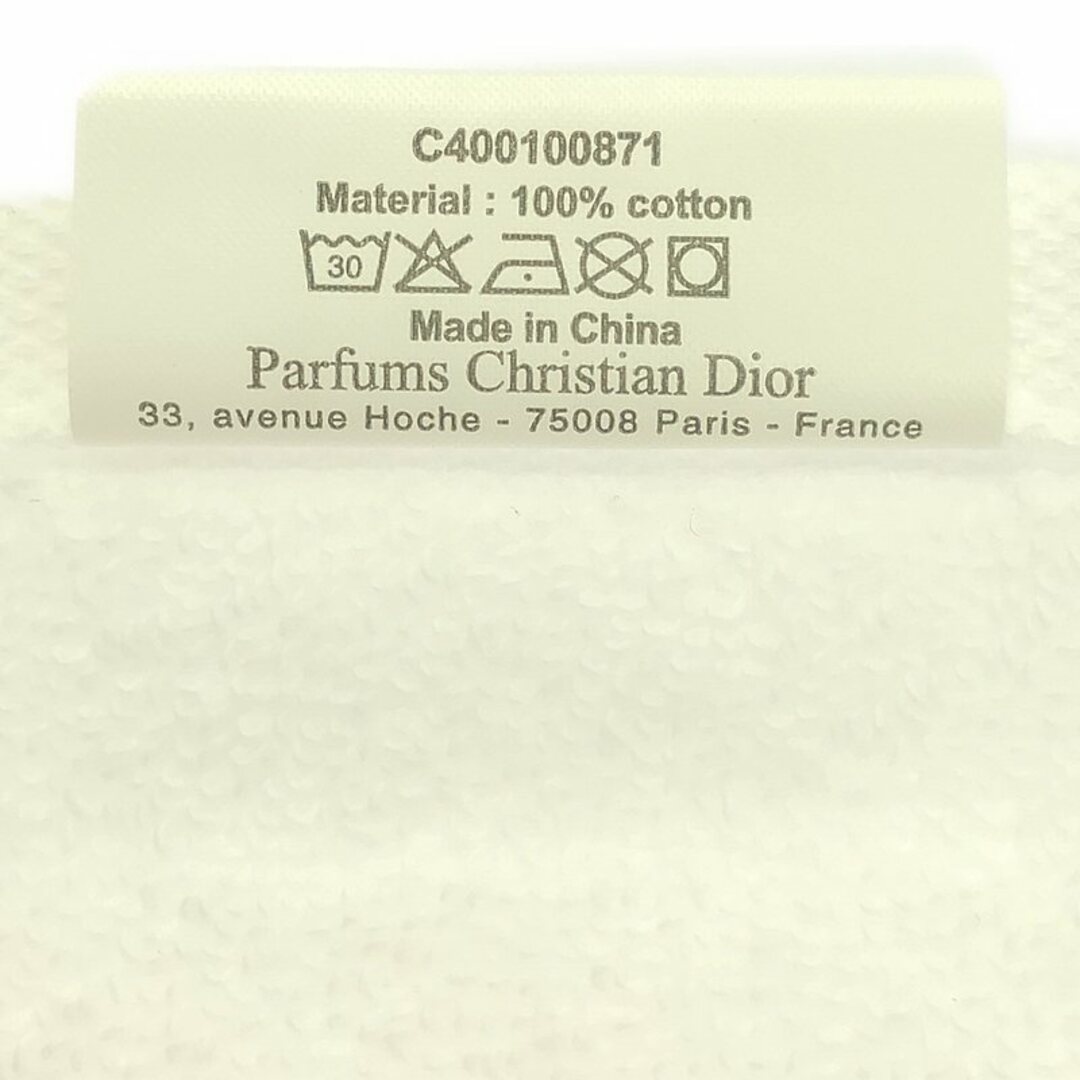 C400100871
Material : 100% cotton
30
Made in China
Parfums Christian Dior
33, avenue Hoche - 75008 Paris - France